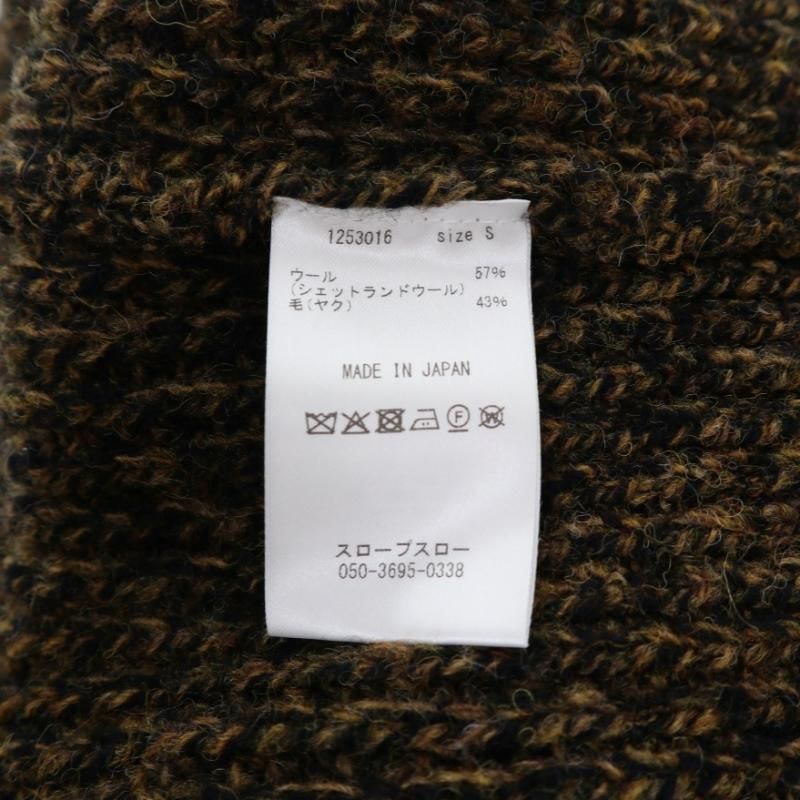 1253016 size S
ウール 57%
(シェットランドウール)
毛(ヤク) 43%
MADE IN JAPAN
F W
スロープスロー
050-3695-0338